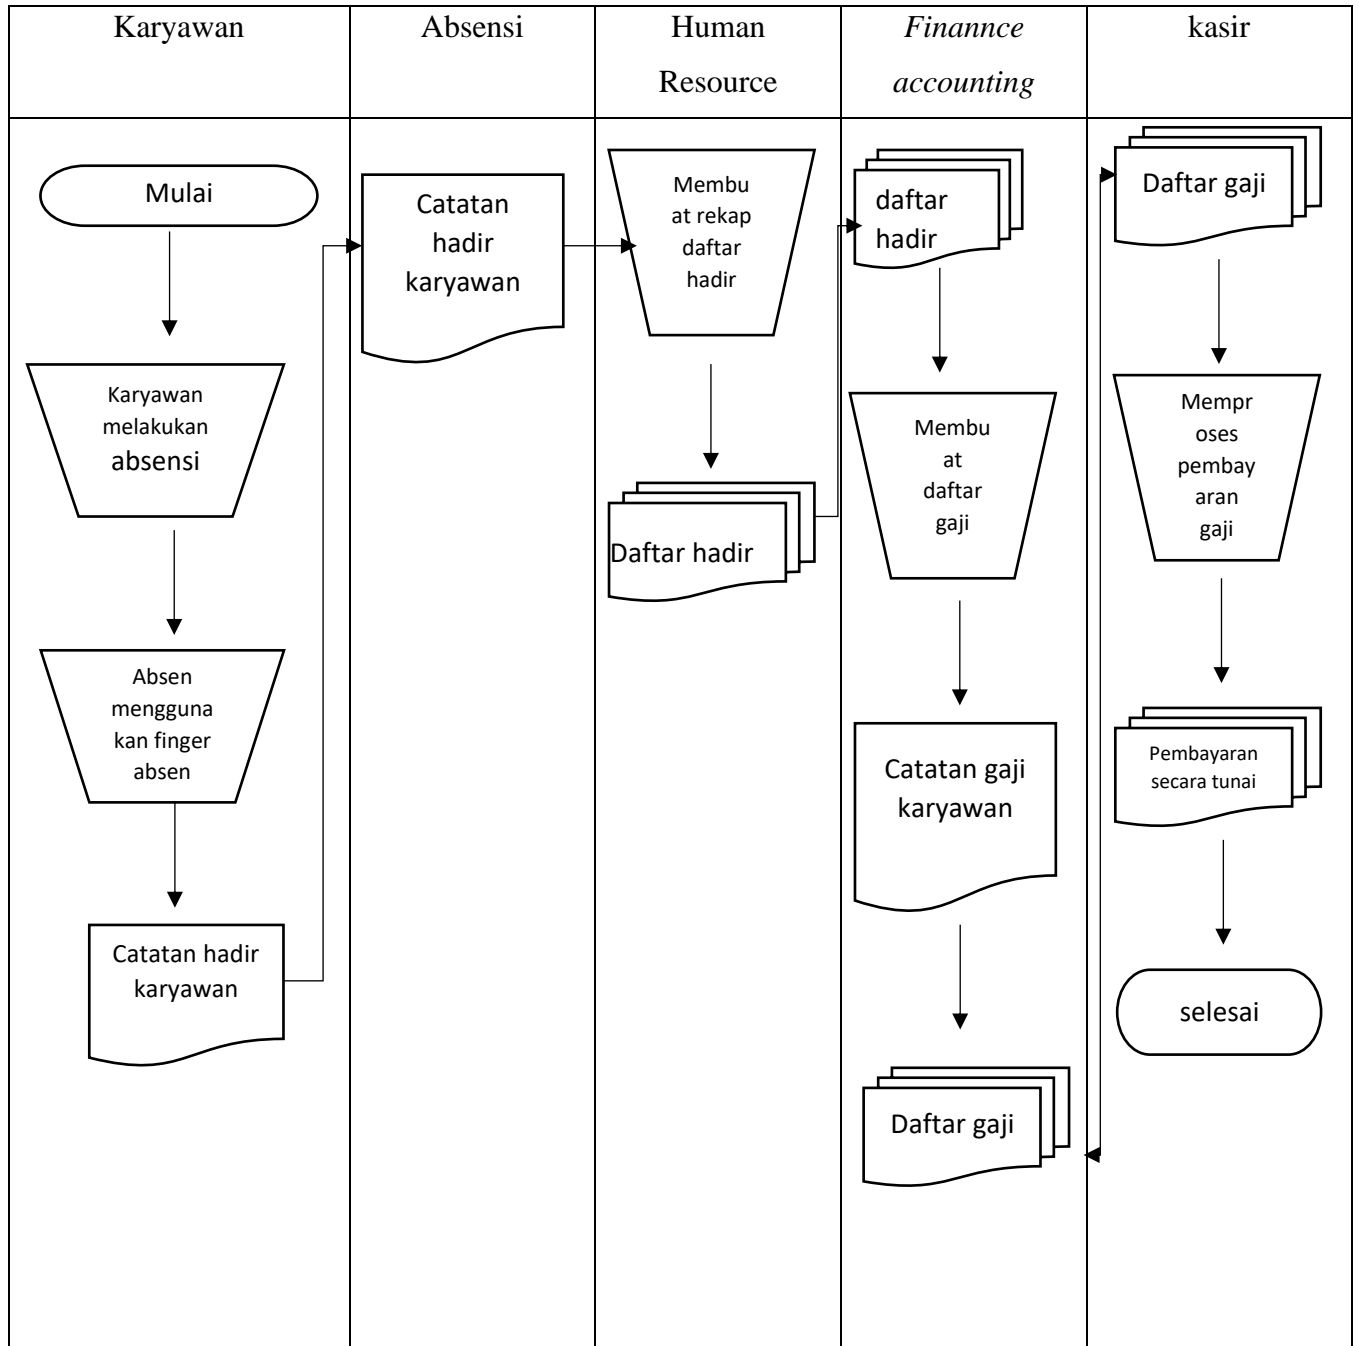 Karyawan
Absensi
Human
Resource
Finannce
accounting
kasir
Mulai
Karyawan
melakukan
absensi
Absen
mengguna
kan finger
absen
Catatan hadir
karyawan
Catatan
hadir
karyawan
Membu
at rekap
daftar
hadir
Daftar hadir
daftar
hadir
Membu
at
daftar
gaji
Catatan gaji
karyawan
Daftar gaji
Daftar gaji
Mempr
oses
pembay
aran
gaji
Pembayaran
secara tunai
selesai